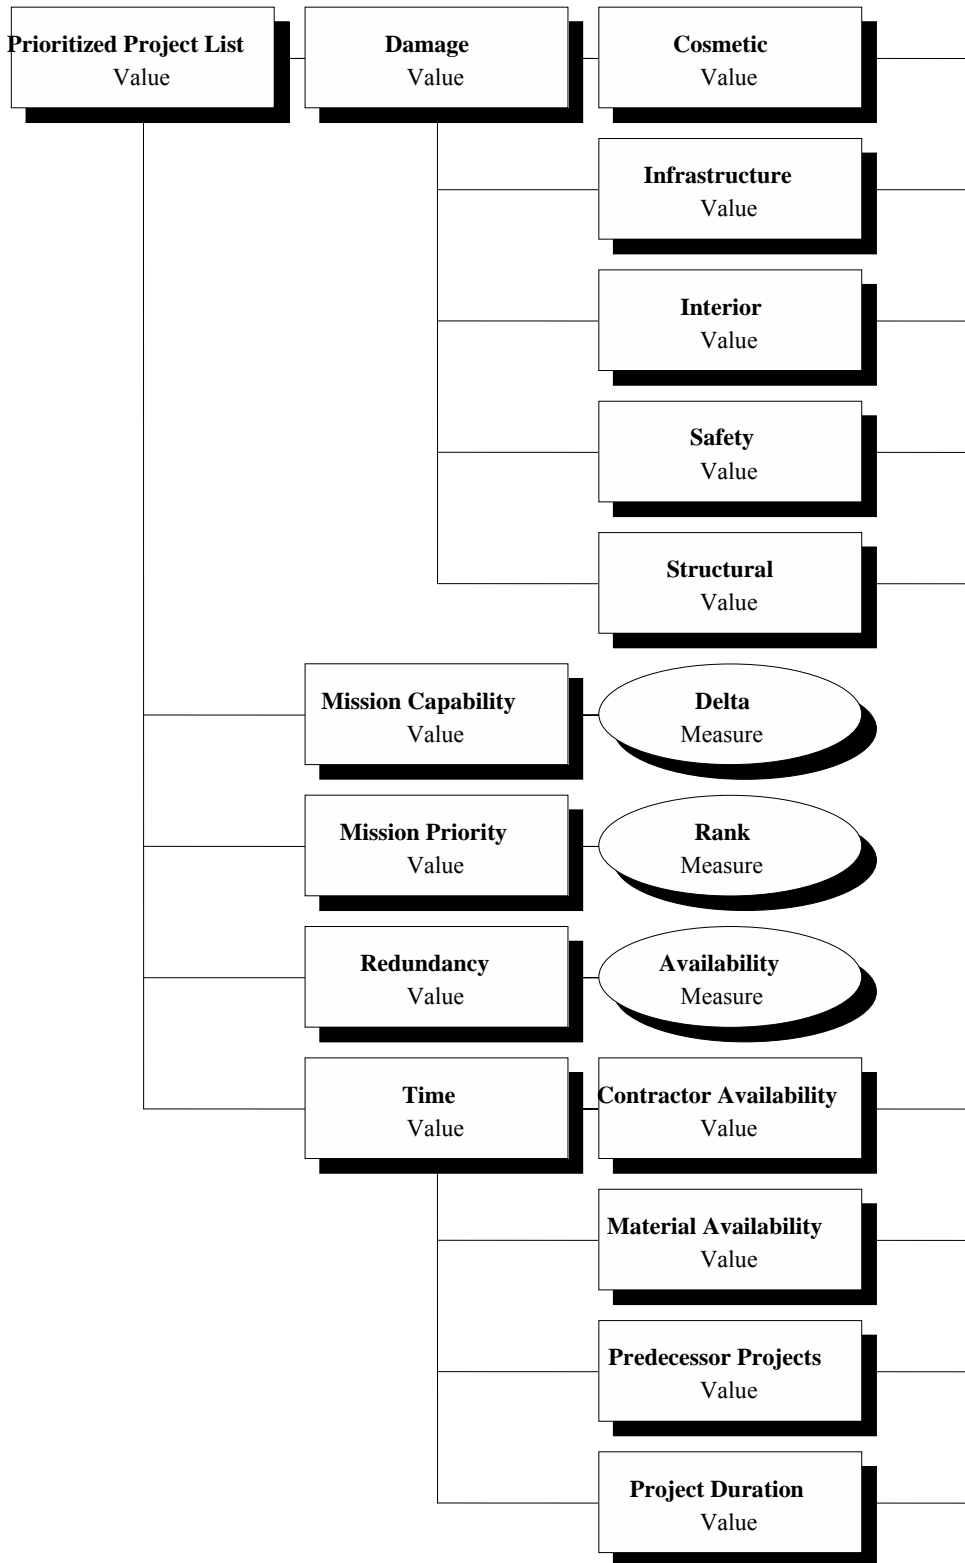 Prioritized Project List
Value
Damage
Value
Cosmetic
Value
Infrastructure
Value
Interior
Value
Safety
Value
Structural
Value
Mission Capability
Value
Delta
Measure
Mission Priority
Value
Rank
Measure
Redundancy
Value
Availability
Measure
Time
Value
Contractor Availability
Value
Material Availability
Value
Predecessor Projects
Value
Project Duration
Value